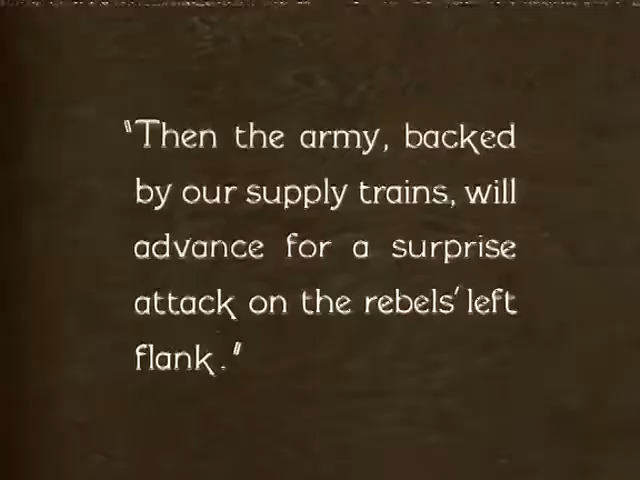 "Then the army, backed
by our supply trains, will
advance for a surprise
attack on the rebels' left
flank."